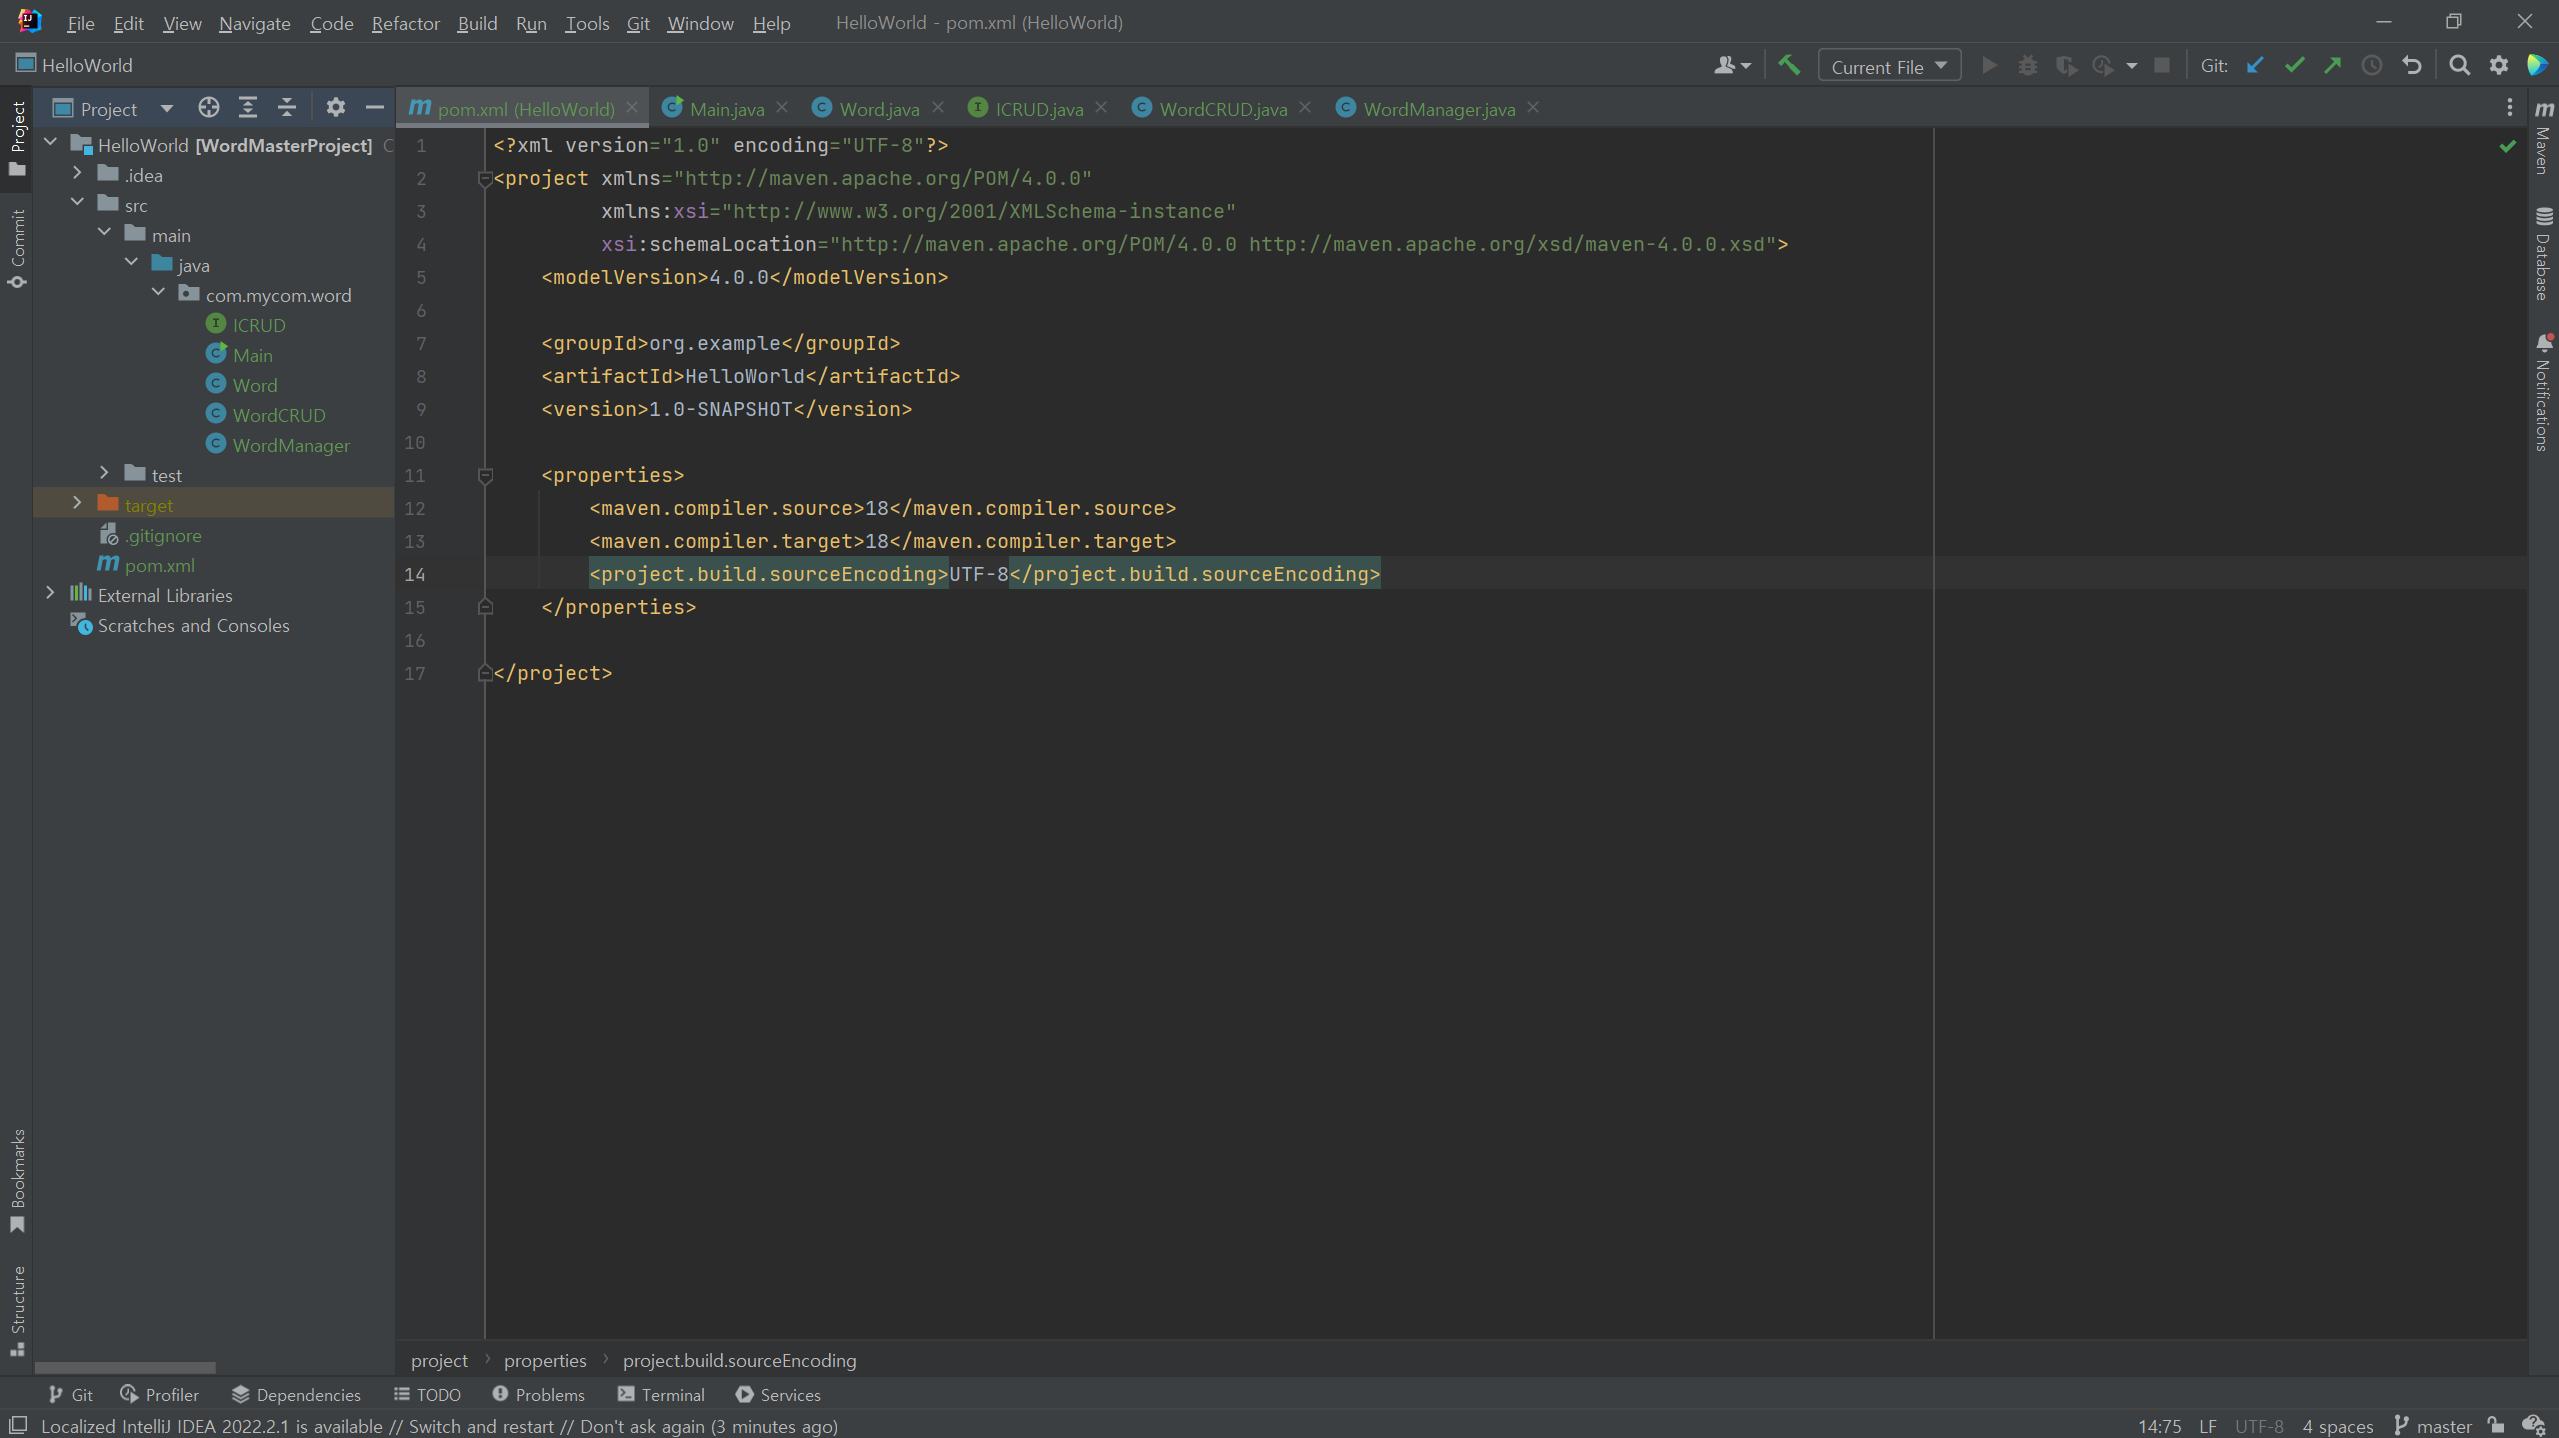 File Edit View Navigate Code Refactor Build Run Tools Git Window Help HelloWorld - pom.xml (HelloWorld)
HelloWorld Current File Git:
Project pom.xml (HelloWorld) Main.java Word.java ICRUD.java WordCRUD.java WordManager.java
Project
Commit
Bookmarks
Structure
HelloWorld [WordMasterProject] C
.idea
src
main
java
com.mycom.word
ICRUD
Main
Word
WordCRUD
WordManager
test
target
.gitignore
pom.xml
External Libraries
Scratches and Consoles
1 <?xml version="1.0" encoding="UTF-8"?>
2 <project xmlns="http://maven.apache.org/POM/4.0.0"
3 xmlns:xsi="http://www.w3.org/2001/XMLSchema-instance"
4 xsi:schemaLocation="http://maven.apache.org/POM/4.0.0 http://maven.apache.org/xsd/maven-4.0.0.xsd">
5 <modelVersion>4.0.0</modelVersion>
6
7 <groupId>org.example</groupId>
8 <artifactId>HelloWorld</artifactId>
9 <version>1.0-SNAPSHOT</version>
10
11 <properties>
12 <maven.compiler.source>18</maven.compiler.source>
13 <maven.compiler.target>18</maven.compiler.target>
14 <project.build.sourceEncoding>UTF-8</project.build.sourceEncoding>
15 </properties>
16
17 </project>
Maven
Database
Notifications
project properties project.build.sourceEncoding
Git Profiler Dependencies TODO Problems Terminal Services
Localized IntelliJ IDEA 2022.2.1 is available // Switch and restart // Don't ask again (3 minutes ago) 14:75 LF UTF-8 4 spaces master